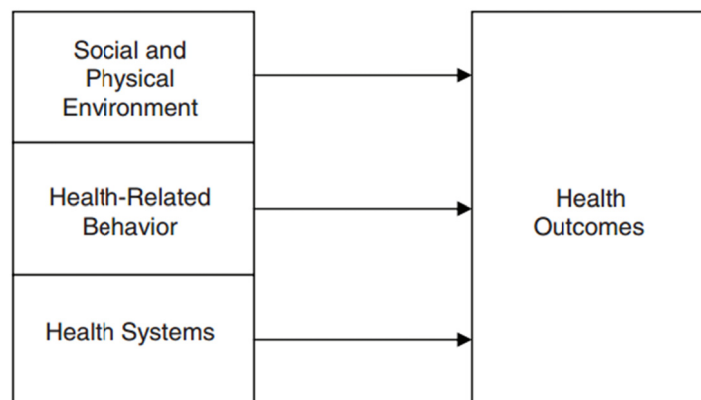 Social and
Physical
Environment
Health-Related
Behavior
Health Systems
Health
Outcomes